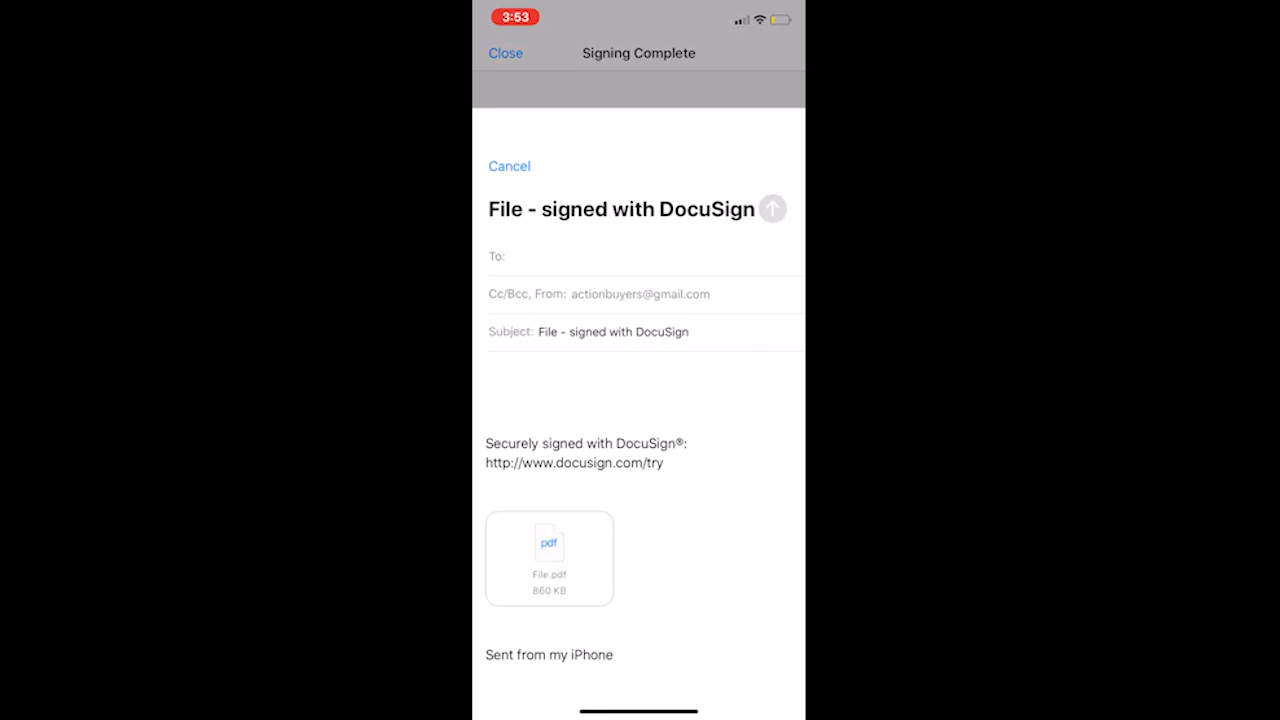 3:53
Close Signing Complete
Cancel
File - signed with DocuSign
To:
Cc/Bcc, From: actionbuyers@gmail.com
Subject: File - signed with DocuSign
Securely signed with DocuSign®:
http://www.docusign.com/try
pdf
File.pdf
860 KB
Sent from my iPhone